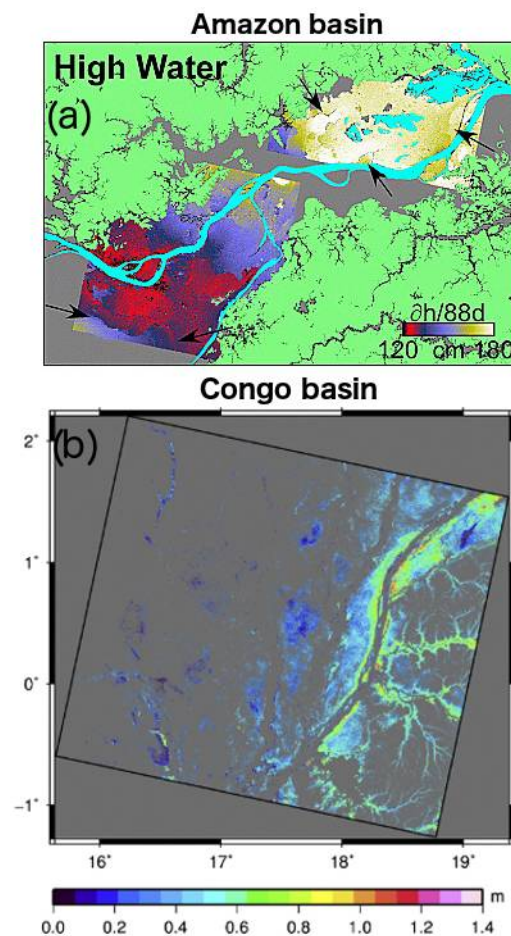 Amazon basin
High Water
(a)
∂h/88d
120 cm 180
Congo basin
(b)
2°
1°
0°
−1°
16° 17° 18° 19°
m
0.0 0.2 0.4 0.6 0.8 1.0 1.2 1.4